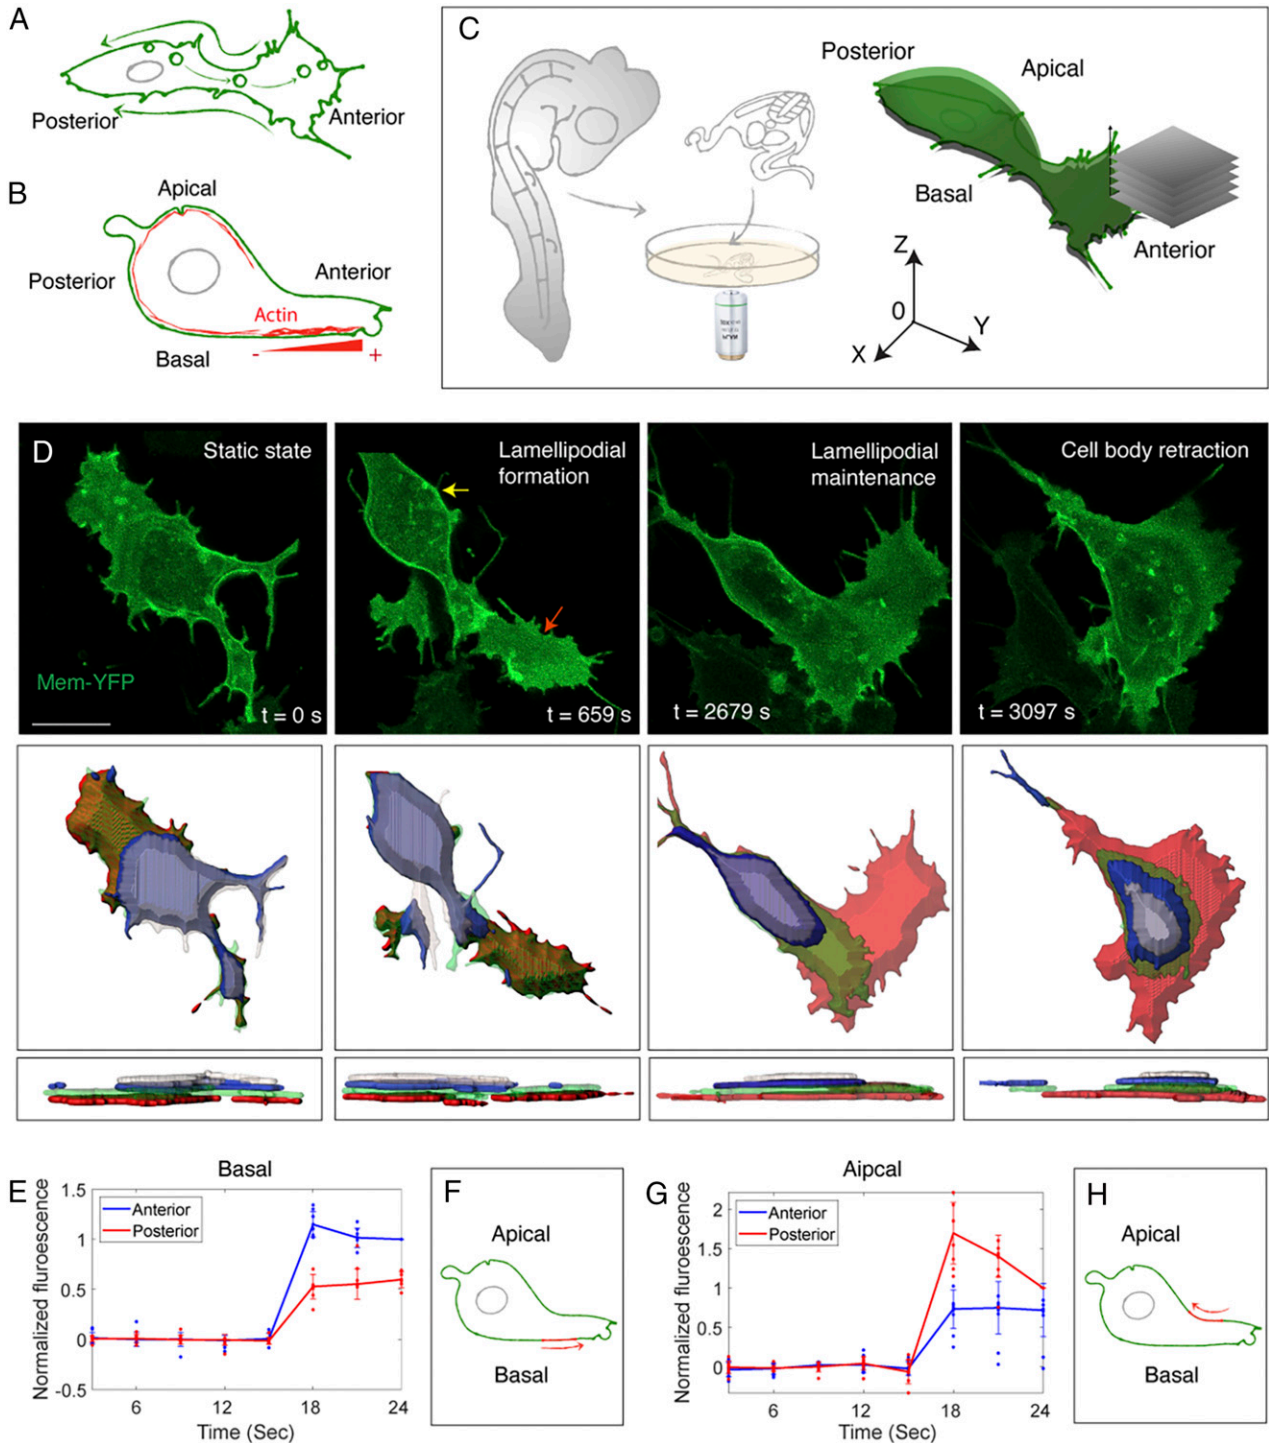 A
Posterior
Anterior
B
Apical
Posterior
Anterior
Actin
Basal
-
+
C
Posterior
Apical
Basal
Anterior
Z
0
Y
X
D
Static state
Mem-YFP
t = 0 s
Lamellipodial
formation
t = 659 s
Lamellipodial
maintenance
t = 2679 s
Cell body retraction
t = 3097 s
E
Basal
Normalized fluroescence
1.5
1
0.5
0
-0.5
Anterior
Posterior
6
12
18
24
Time (Sec)
F
Apical
Basal
G
Aipcal
Normalized fluroescence
2
1.5
1
0.5
0
Anterior
Posterior
6
12
18
24
Time (Sec)
H
Apical
Basal